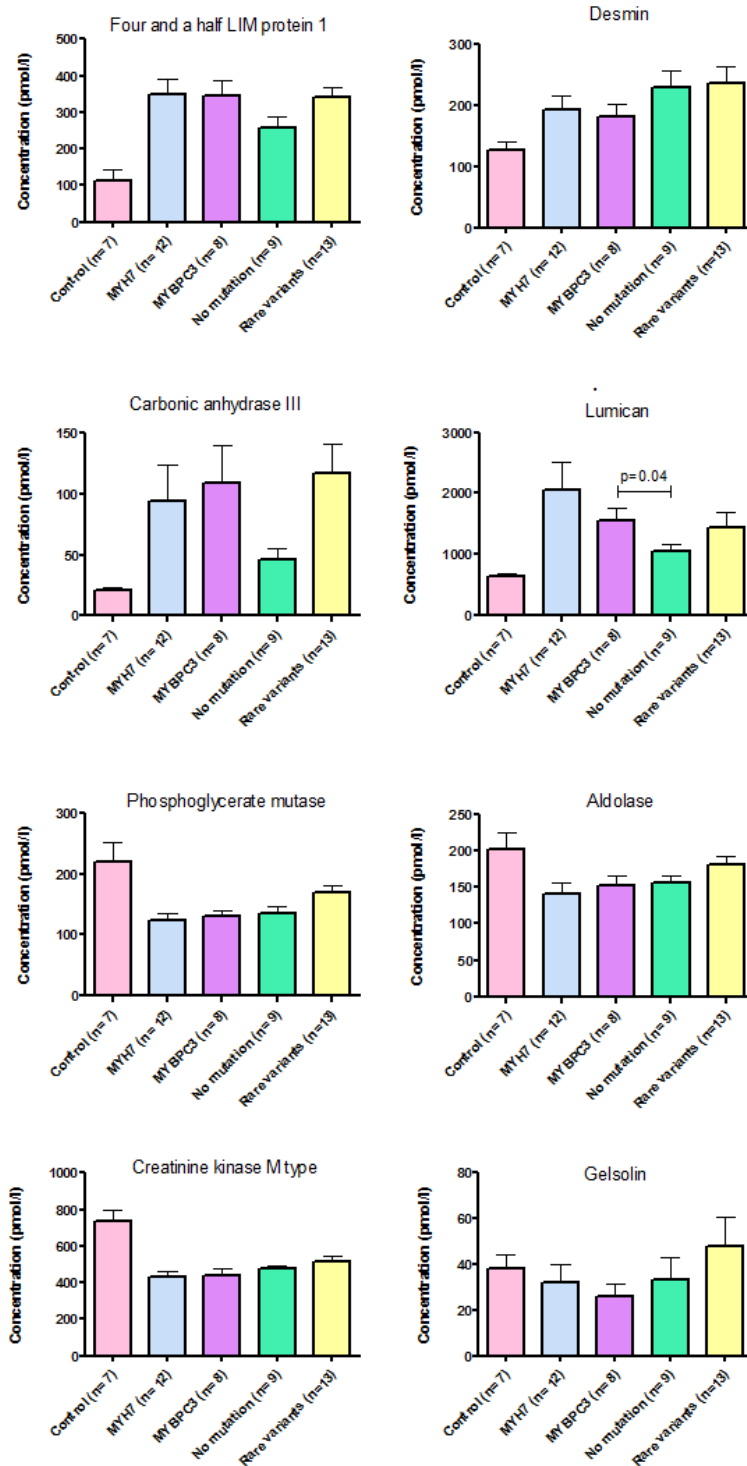 Four and a half LIM protein 1
Concentration (pmol/l)
500
400
300
200
100
0
Control (n= 7)
MYH7 (n= 12)
MYBPC3 (n= 8)
No mutation (n= 9)
Rare variants (n=13)
Desmin
Concentration (pmol/l)
300
200
100
0
Control (n= 7)
MYH7 (n= 12)
MYBPC3 (n= 8)
No mutation (n= 9)
Rare variants (n=13)
Carbonic anhydrase III
Concentration (pmol/l)
150
100
50
0
Control (n= 7)
MYH7 (n= 12)
MYBPC3 (n= 8)
No mutation (n= 9)
Rare variants (n=13)
Lumican
Concentration (pmol/l)
3000
2000
1000
0
p=0.04
Control (n= 7)
MYH7 (n= 12)
MYBPC3 (n= 8)
No mutation (n= 9)
Rare variants (n=13)
Phosphoglycerate mutase
Concentration (pmol/l)
300
200
100
0
Control (n= 7)
MYH7 (n= 12)
MYBPC3 (n= 8)
No mutation (n= 9)
Rare variants (n=13)
Aldolase
Concentration (pmol/l)
250
200
150
100
50
0
Control (n= 7)
MYH7 (n= 12)
MYBPC3 (n= 8)
No mutation (n= 9)
Rare variants (n=13)
Creatinine kinase M type
Concentration (pmol/l)
1000
800
600
400
200
0
Control (n= 7)
MYH7 (n= 12)
MYBPC3 (n= 8)
No mutation (n= 9)
Rare variants (n=13)
Gelsolin
Concentration (pmol/l)
80
60
40
20
0
Control (n= 7)
MYH7 (n= 12)
MYBPC3 (n= 8)
No mutation (n= 9)
Rare variants (n=13)